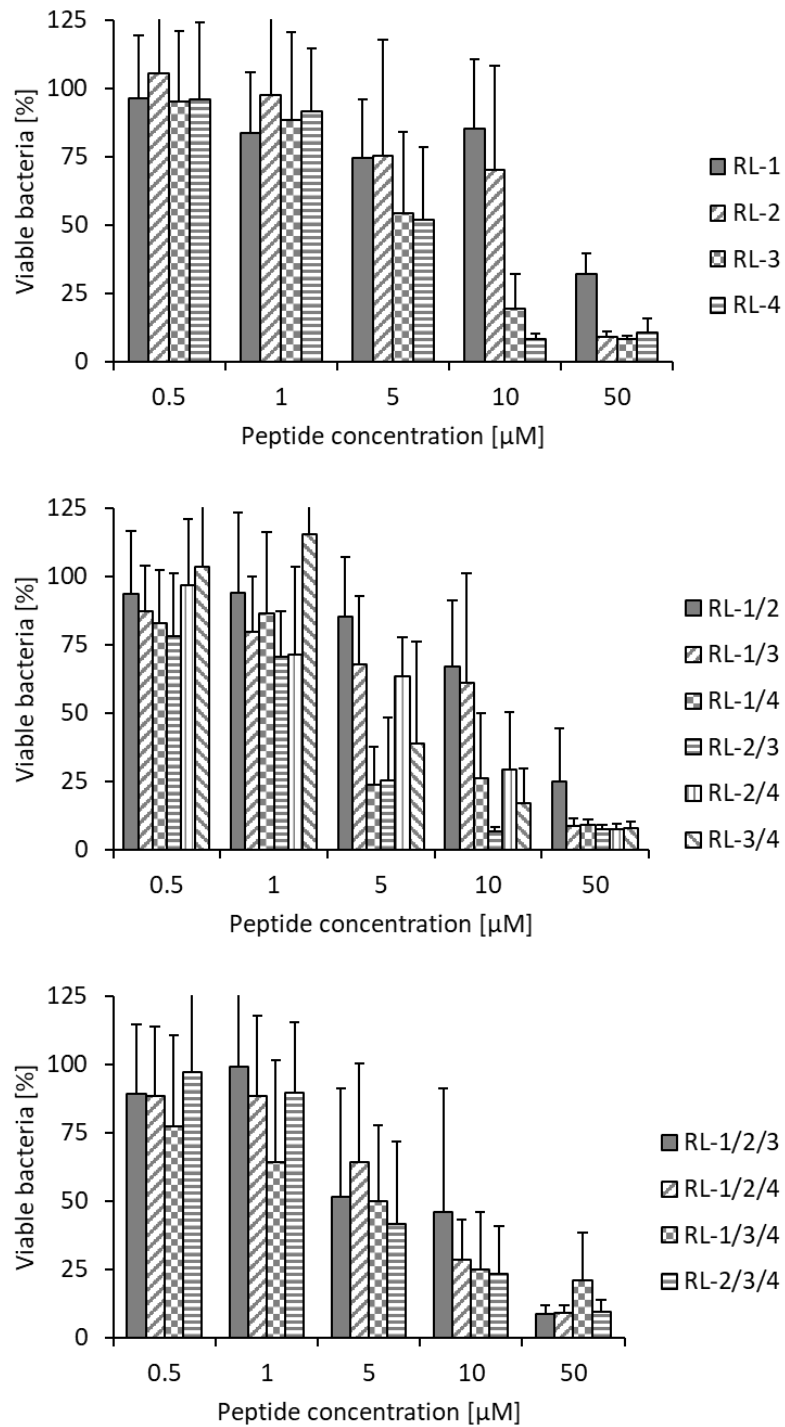 Viable bacteria [%]
125
100
75
50
25
0
0.5 1 5 10 50
Peptide concentration [μM]
RL-1
RL-2
RL-3
RL-4
Viable bacteria [%]
125
100
75
50
25
0
0.5 1 5 10 50
Peptide concentration [μM]
RL-1/2
RL-1/3
RL-1/4
RL-2/3
RL-2/4
RL-3/4
Viable bacteria [%]
125
100
75
50
25
0
0.5 1 5 10 50
Peptide concentration [μM]
RL-1/2/3
RL-1/2/4
RL-1/3/4
RL-2/3/4